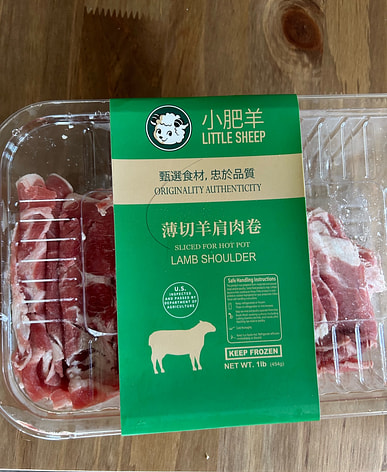 小肥羊
LITTLE SHEEP
甄選食材, 忠於品質
ORIGINALITY AUTHENTICITY
薄切羊肩肉卷
SLICED FOR HOT POT
LAMB SHOULDER
U.S.
INSPECTED
AND PASSED BY
DEPARTMENT OF
AGRICULTURE
Safe Handling Instructions
KEEP FROZEN
NET WT. 1lb (454g)